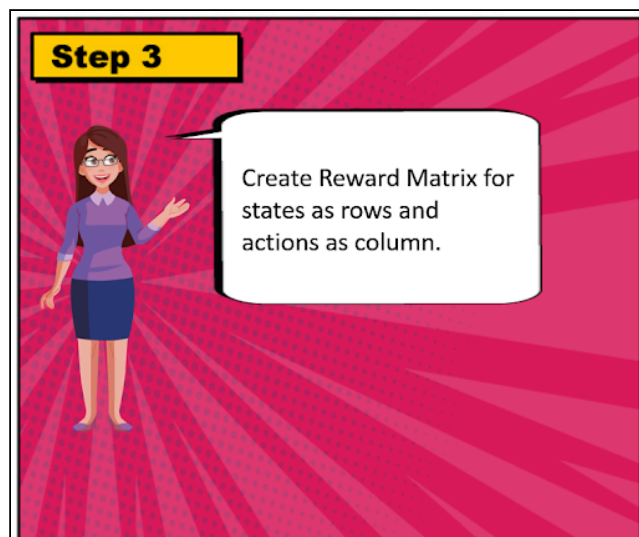 Step 3
Create Reward Matrix for
states as rows and
actions as column.